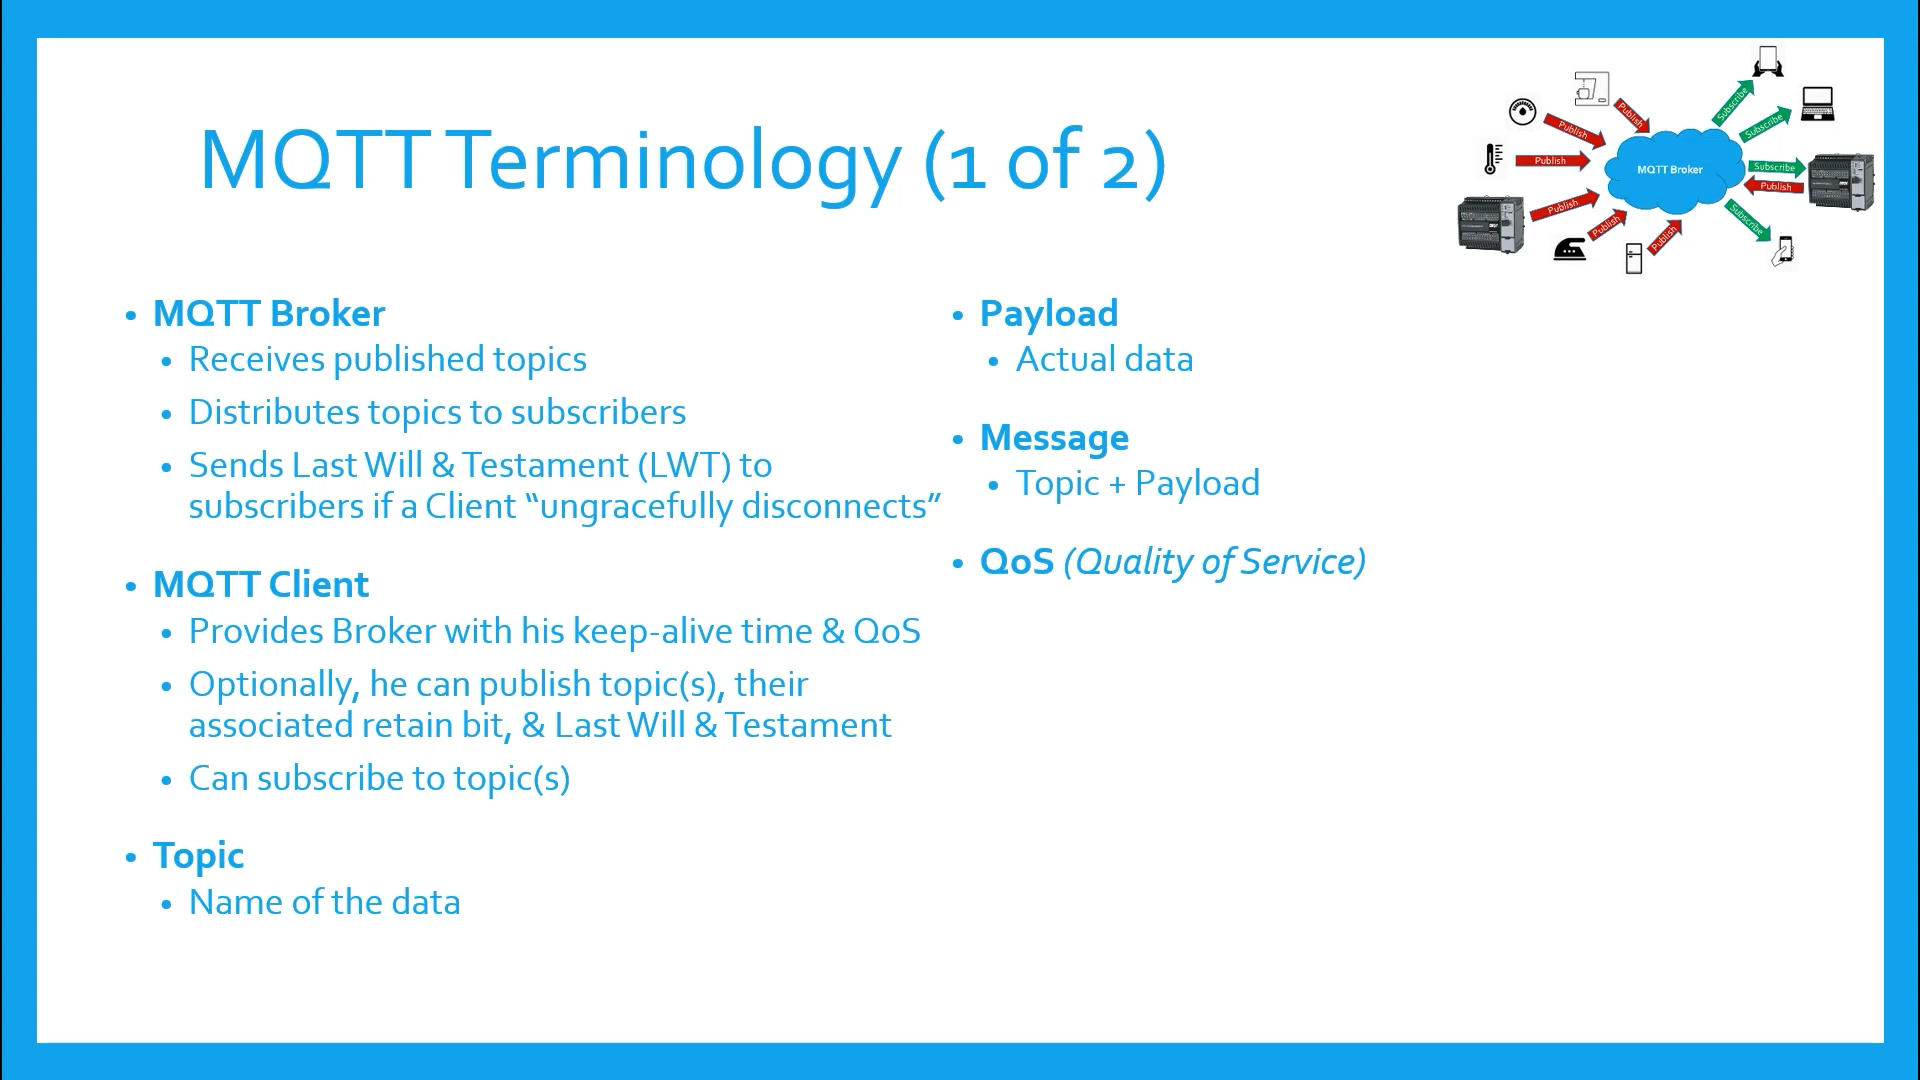 MQTT Terminology (1 of 2)
• MQTT Broker
• Receives published topics
• Distributes topics to subscribers
• Sends Last Will & Testament (LWT) to
subscribers if a Client “ungracefully disconnects”
• MQTT Client
• Provides Broker with his keep-alive time & QoS
• Optionally, he can publish topic(s), their
associated retain bit, & Last Will & Testament
• Can subscribe to topic(s)
• Topic
• Name of the data
• Payload
• Actual data
• Message
• Topic + Payload
• QoS (Quality of Service)
Publish
Publish
Publish
Publish
Publish
Publish
MQTT Broker
Subscribe
Subscribe
Subscribe
Publish
Subscribe